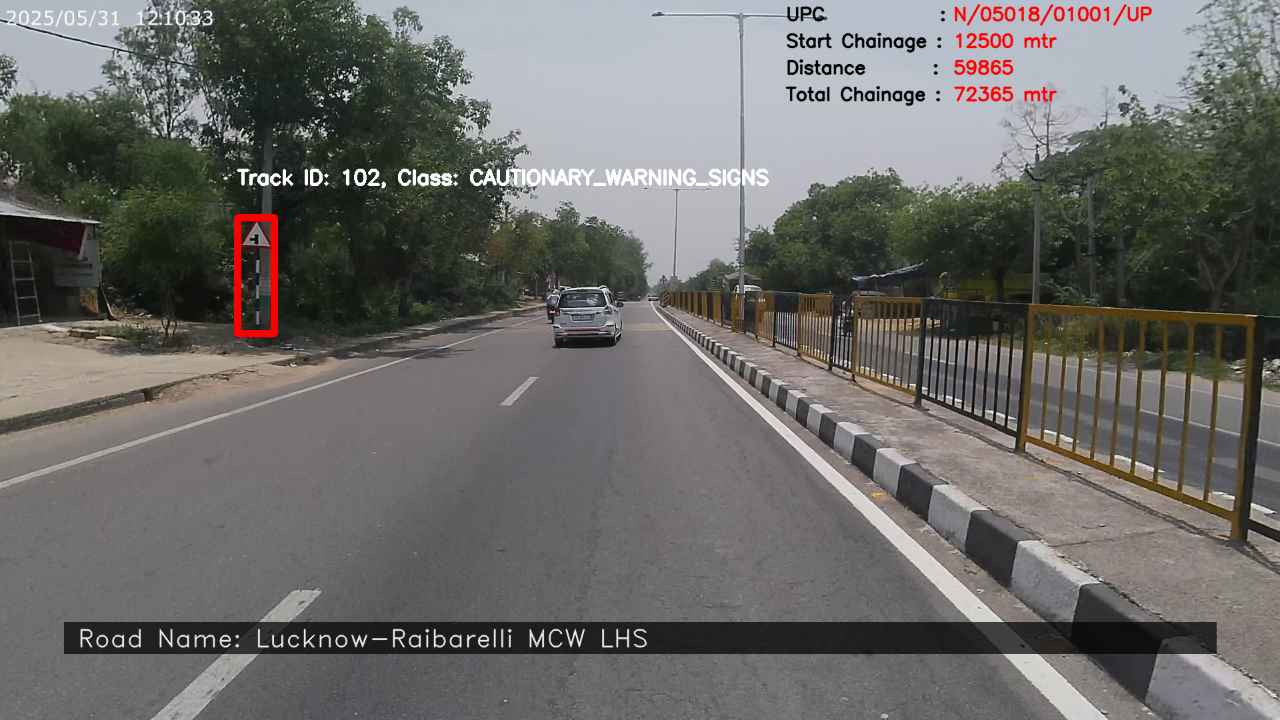 2025/05/31 12:10:33
UPC : N/05018/01001/UP
Start Chainage : 12500 mtr
Distance : 59865
Total Chainage : 72365 mtr
Track ID: 102, Class: CAUTIONARY_WARNING_SIGNS
Road Name: Lucknow-Raibarelli MCW LHS